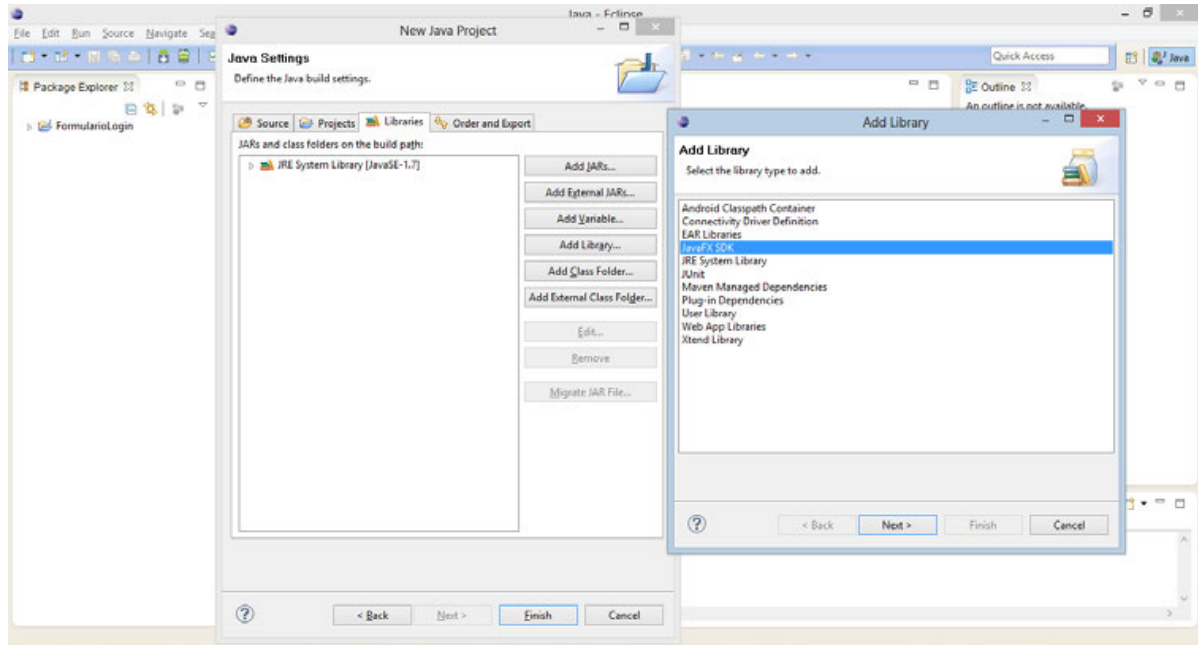 Java - Eclipse
File Edit Run Source Navigate Sea
Quick Access
Java
Package Explorer
FormularioLogin
Outline
An outline is not available.
New Java Project
Java Settings
Define the Java build settings.
Source Projects Libraries Order and Export
JARs and class folders on the build path:
JRE System Library [JavaSE-1.7]
Add JARs...
Add External JARs...
Add Variable...
Add Library...
Add Class Folder...
Add External Class Folder...
Edit...
Remove
Migrate JAR File...
< Back Next > Finish Cancel
Add Library
Add Library
Select the library type to add.
Android Classpath Container
Connectivity Driver Definition
EAR Libraries
JavaFX SDK
JRE System Library
JUnit
Maven Managed Dependencies
Plug-in Dependencies
User Library
Web App Libraries
Xtend Library
< Back Next > Finish Cancel